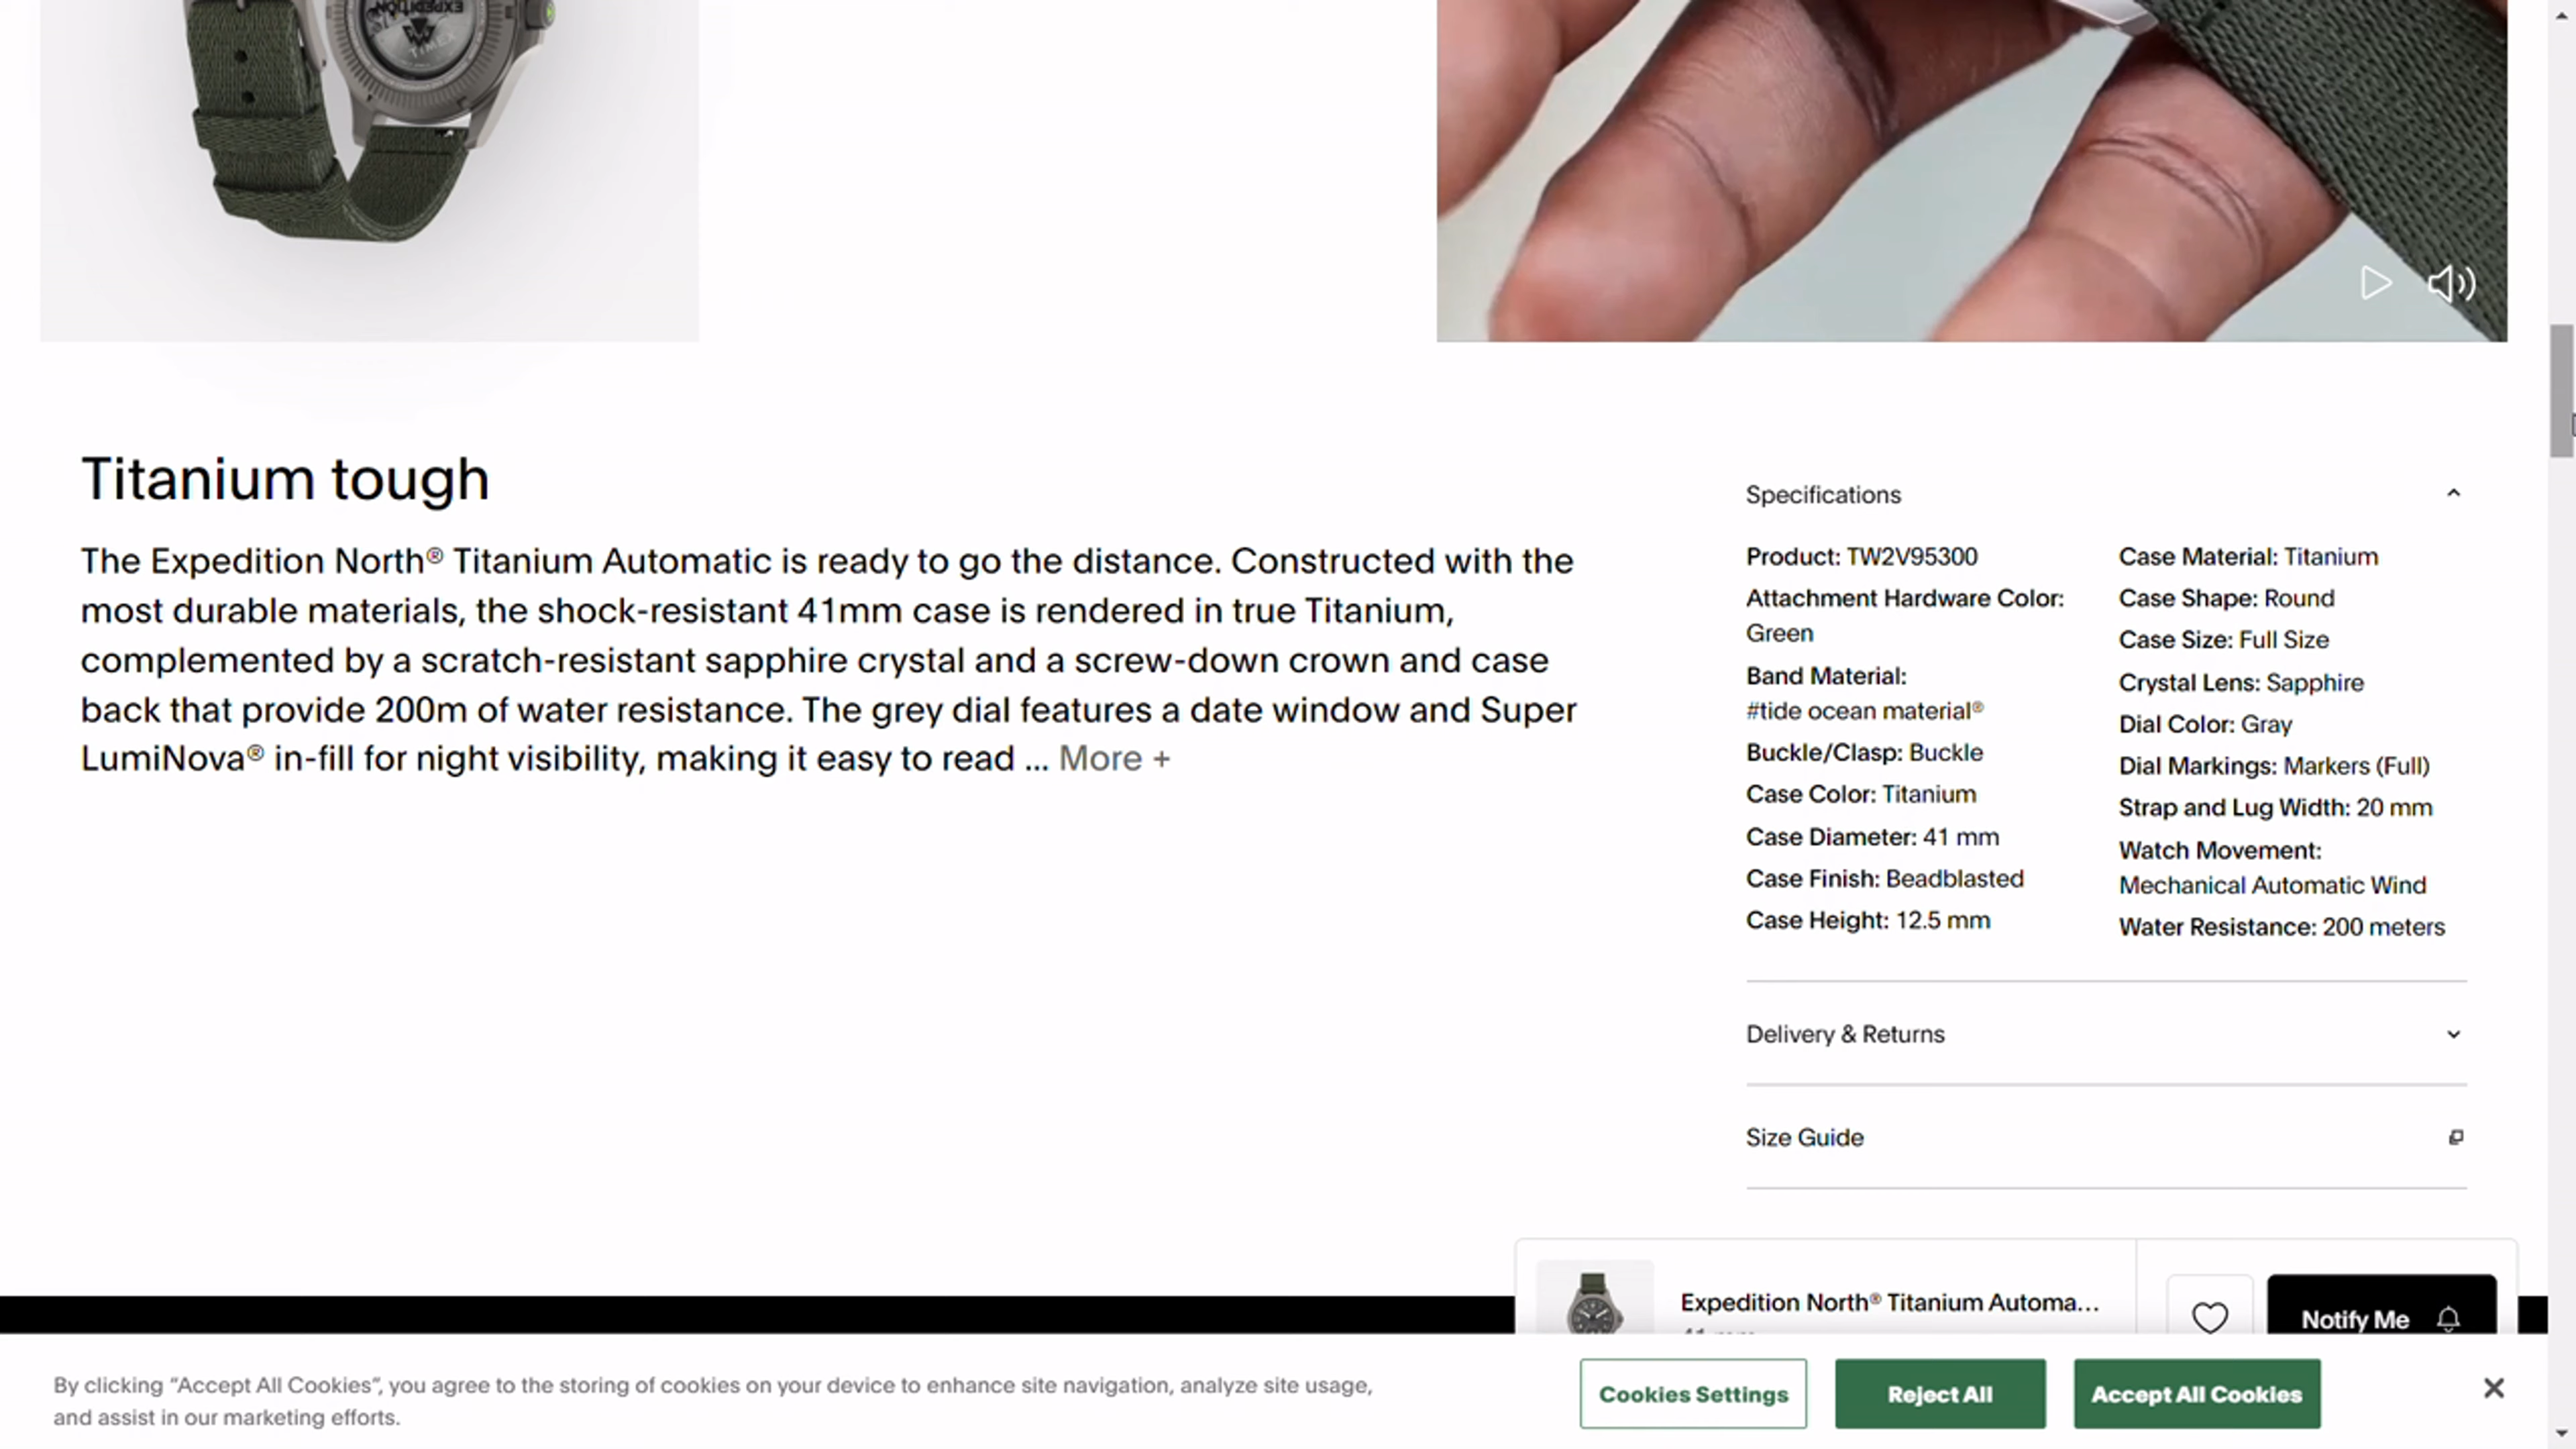 EXPEDITION
TIMEX
Titanium tough
The Expedition North® Titanium Automatic is ready to go the distance. Constructed with the
most durable materials, the shock-resistant 41mm case is rendered in true Titanium,
complemented by a scratch-resistant sapphire crystal and a screw-down crown and case
back that provide 200m of water resistance. The grey dial features a date window and Super
LumiNova® in-fill for night visibility, making it easy to read ... More +
Specifications
Product: TW2V95300
Attachment Hardware Color:
Green
Band Material:
#tide ocean material®
Buckle/Clasp: Buckle
Case Color: Titanium
Case Diameter: 41 mm
Case Finish: Beadblasted
Case Height: 12.5 mm
Case Material: Titanium
Case Shape: Round
Case Size: Full Size
Crystal Lens: Sapphire
Dial Color: Gray
Dial Markings: Markers (Full)
Strap and Lug Width: 20 mm
Watch Movement:
Mechanical Automatic Wind
Water Resistance: 200 meters
Delivery & Returns
Size Guide
Expedition North® Titanium Automa...
41 mm
Notify Me
By clicking “Accept All Cookies”, you agree to the storing of cookies on your device to enhance site navigation, analyze site usage,
and assist in our marketing efforts.
Cookies Settings
Reject All
Accept All Cookies